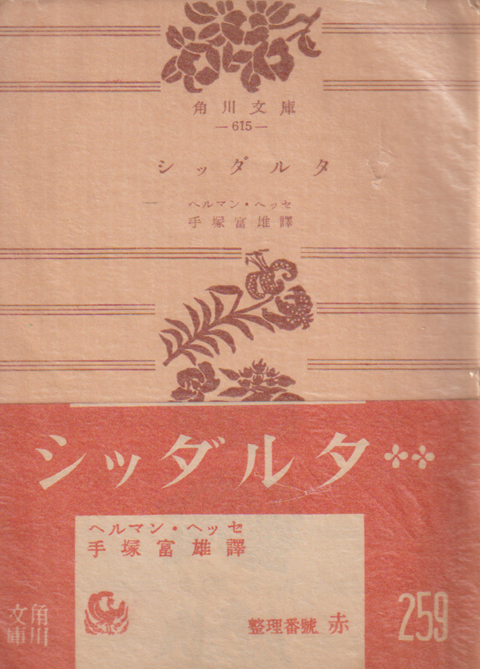 角川文庫
—615—
シッダルタ
ヘルマン・ヘッセ
手塚富雄譯
シッダルタ
ヘルマン・ヘッセ
手塚富雄譯
角川
文庫
整理番號 赤 259